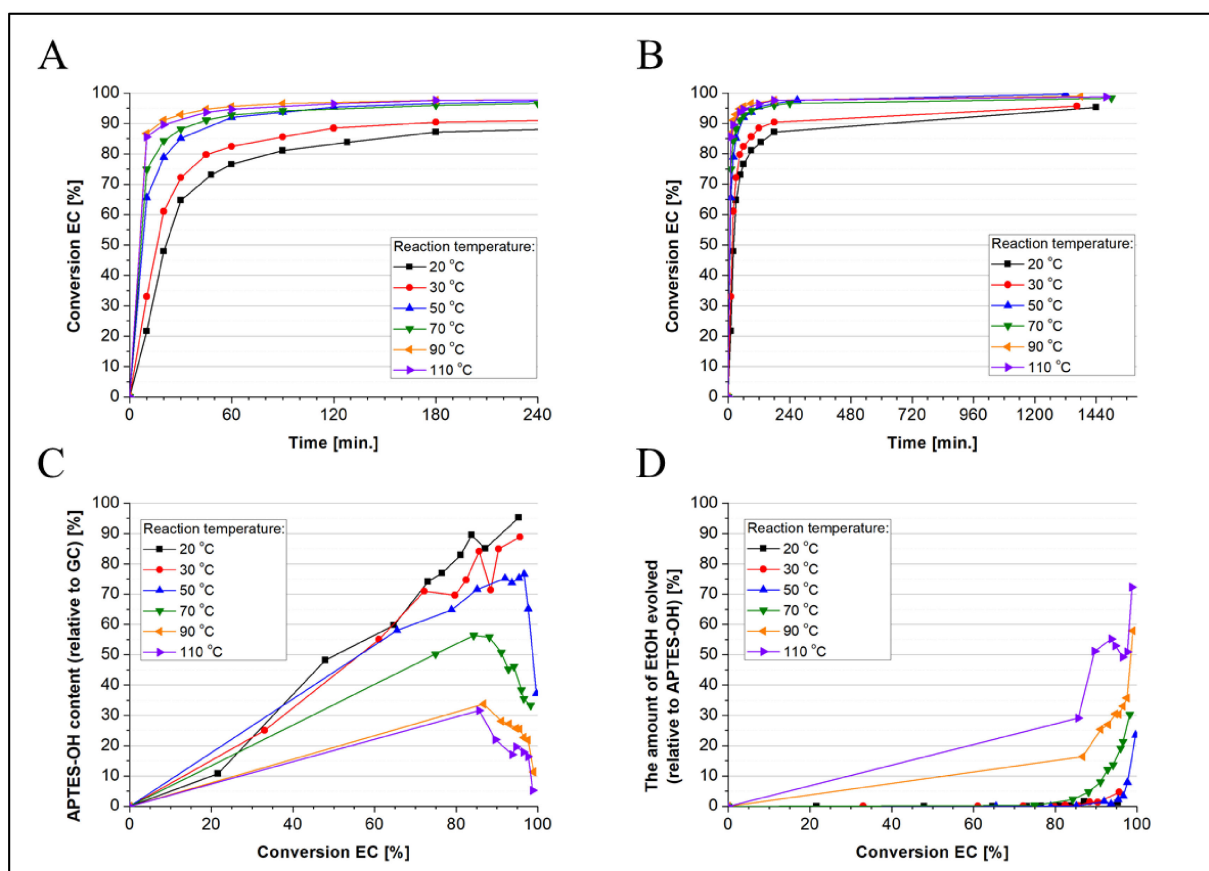 A
Conversion EC [%]
100
90
80
70
60
50
40
30
20
10
0
Reaction temperature:
20 °C
30 °C
50 °C
70 °C
90 °C
110 °C
0 60 120 180 240
Time [min.]
B
Conversion EC [%]
100
90
80
70
60
50
40
30
20
10
0
Reaction temperature:
20 °C
30 °C
50 °C
70 °C
90 °C
110 °C
0 240 480 720 960 1200 1440
Time [min.]
C
APTES-OH content (relative to GC) [%]
100
90
80
70
60
50
40
30
20
10
0
Reaction temperature:
20 °C
30 °C
50 °C
70 °C
90 °C
110 °C
0 20 40 60 80 100
Conversion EC [%]
D
The amount of EtOH evolved
(relative to APTES-OH) [%]
100
90
80
70
60
50
40
30
20
10
0
Reaction temperature:
20 °C
30 °C
50 °C
70 °C
90 °C
110 °C
0 20 40 60 80 100
Conversion EC [%]